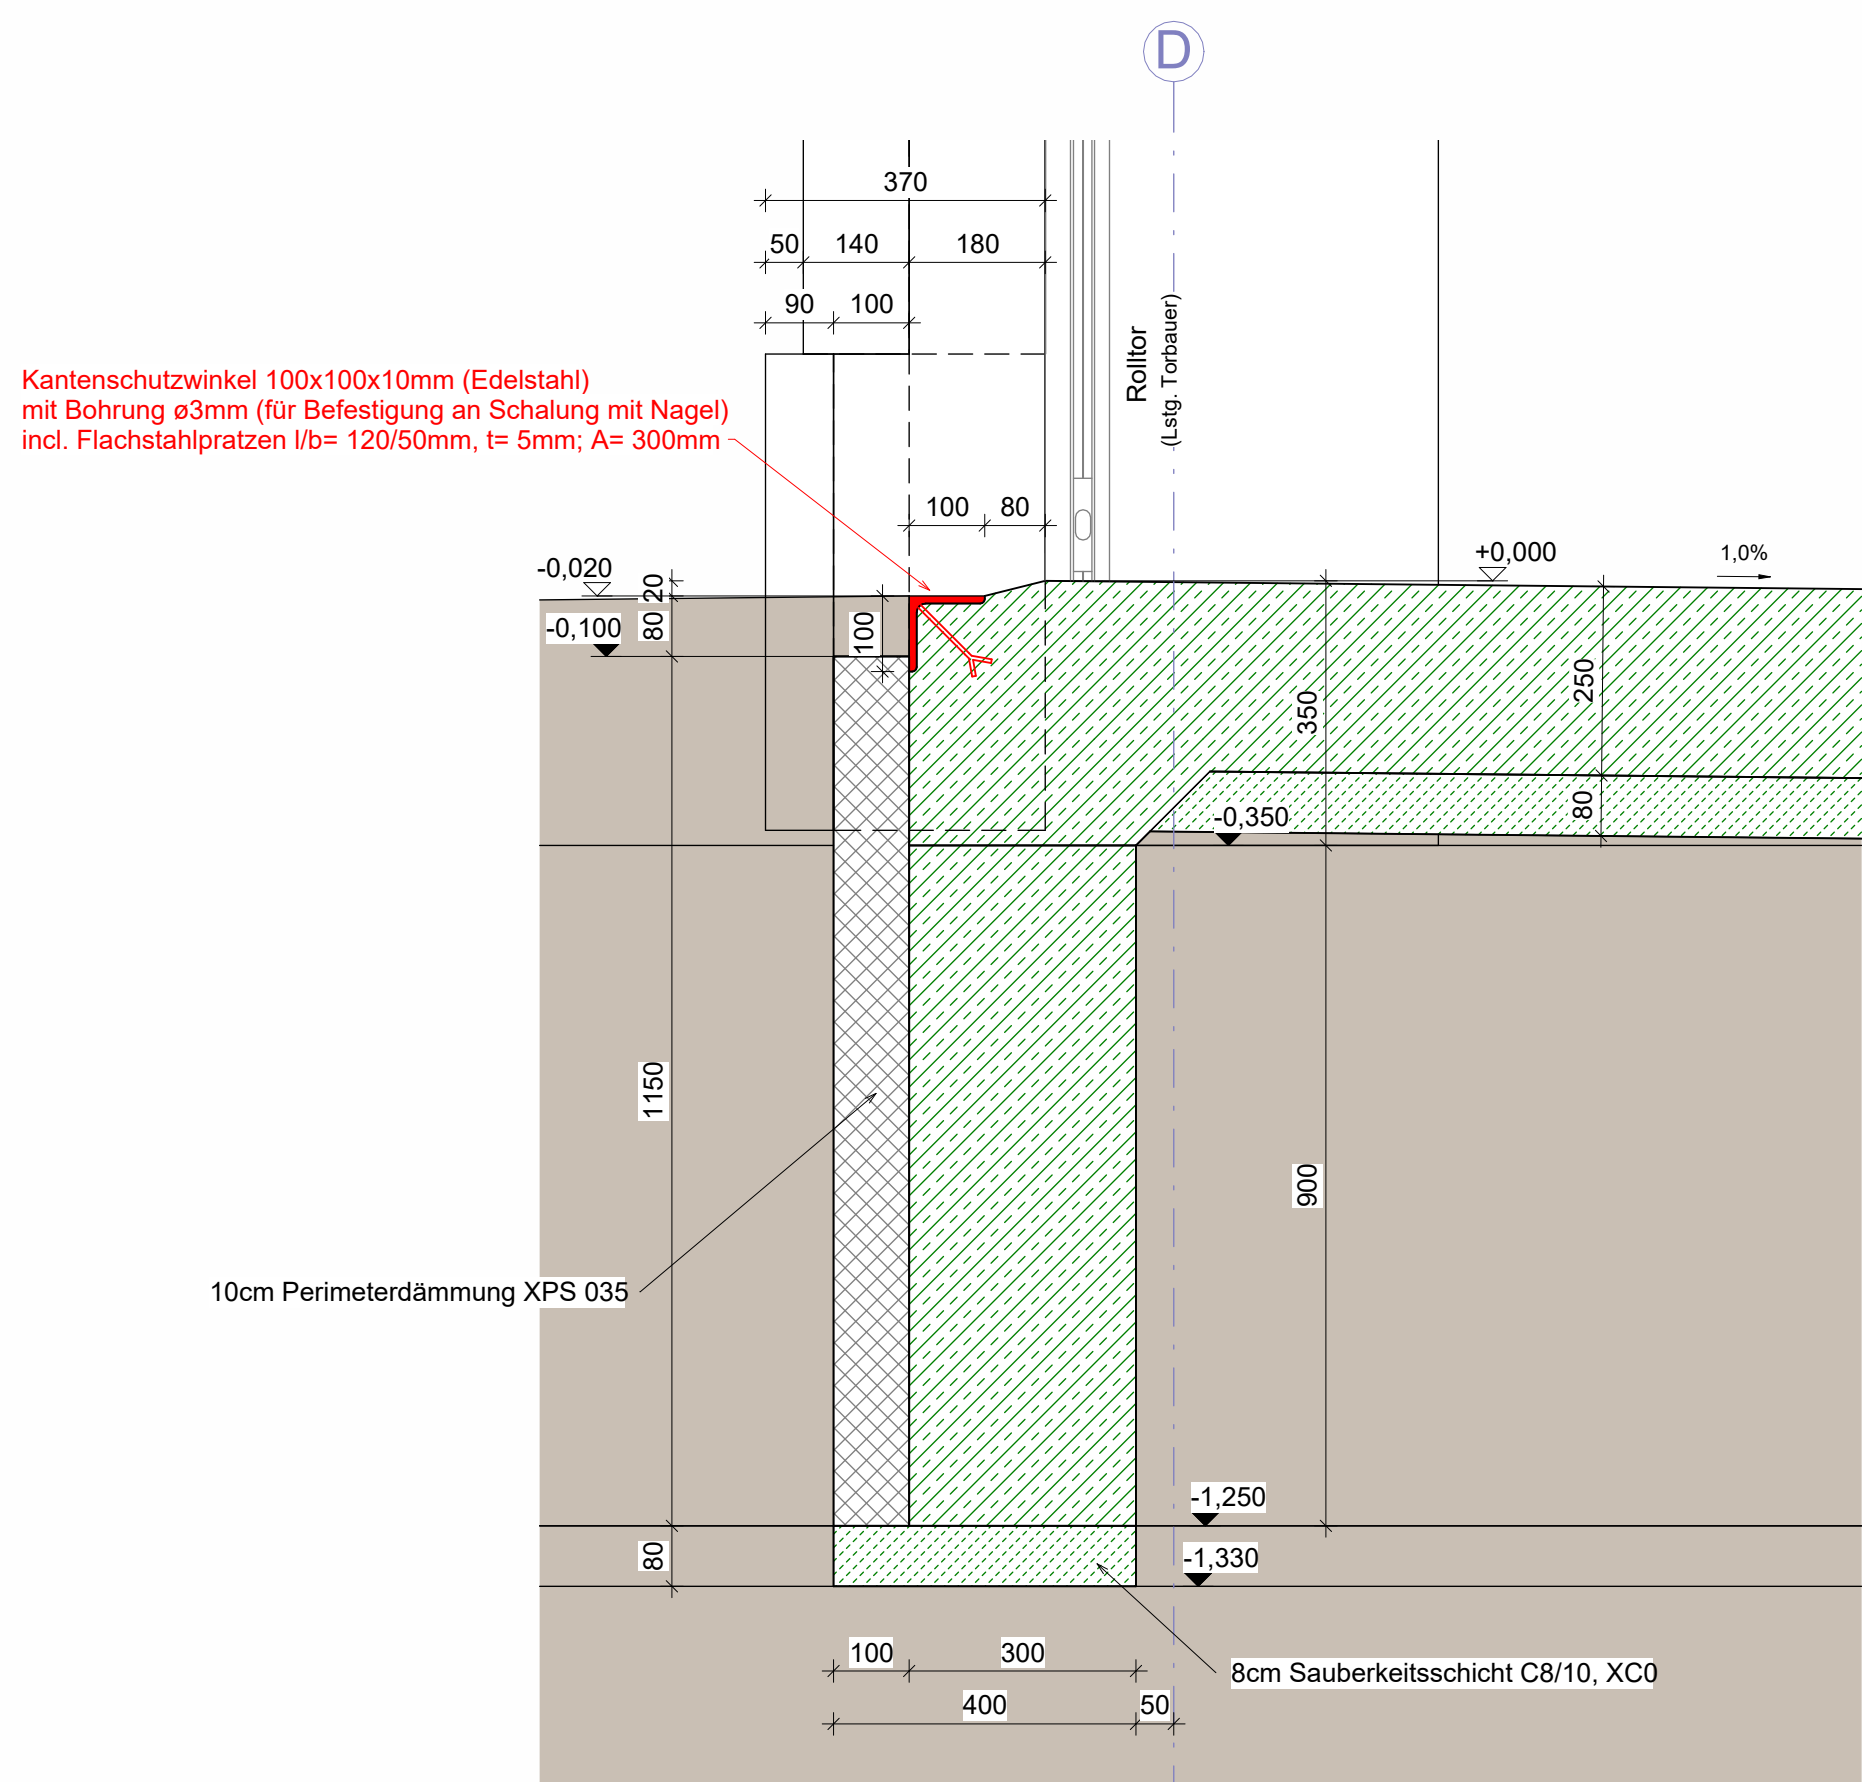 D
370
50 140 180
90 100
Rolltor
(Lstg. Torbauer)
Kantenschutzwinkel 100x100x10mm (Edelstahl)
mit Bohrung ø3mm (für Befestigung an Schalung mit Nagel)
incl. Flachstahlpratzen l/b= 120/50mm, t= 5mm; A= 300mm
100 80
+0,000
1,0%
-0,020
20
80
-0,100
100
350
250
80
-0,350
1150
900
10cm Perimeterdämmung XPS 035
-1,250
80
-1,330
100 300
8cm Sauberkeitsschicht C8/10, XC0
400 50